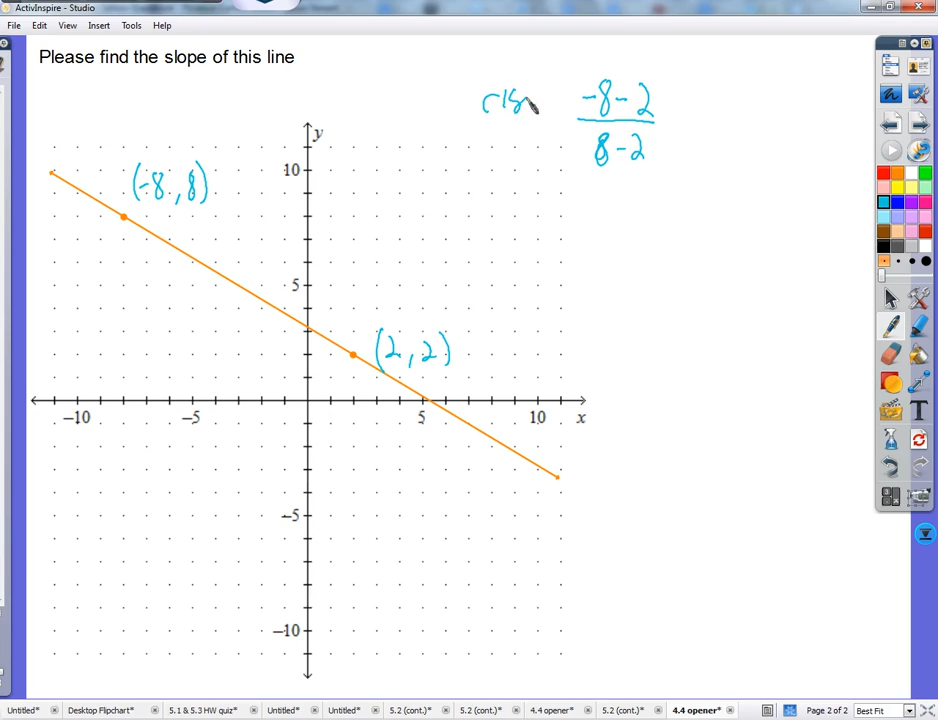 ActivInspire - Studio
File Edit View Insert Tools Help
Please find the slope of this line
-8-2
8-2
y
10
(-8,8)
5
(2,2)
-10 -5 5 10 x
-5
-10
T
Untitled* Desktop Flipchart* 5.1 & 5.3 HW quiz* Untitled* Untitled* 5.2 (cont.)* 5.2 (cont.)* 4.4 opener* 5.2 (cont.)* 4.4 opener* Page 2 of 2 Best Fit